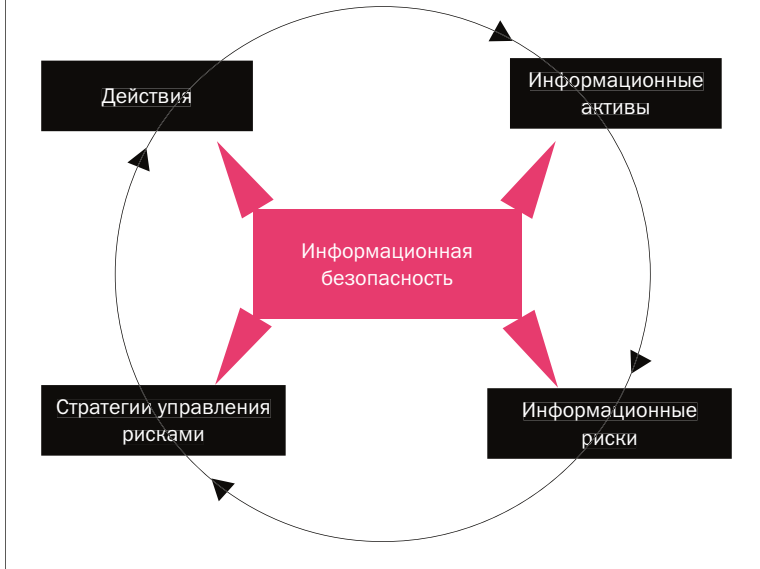 Действия
Информационные
активы
Информационная
безопасность
Стратегии управления
рисками
Информационные
риски